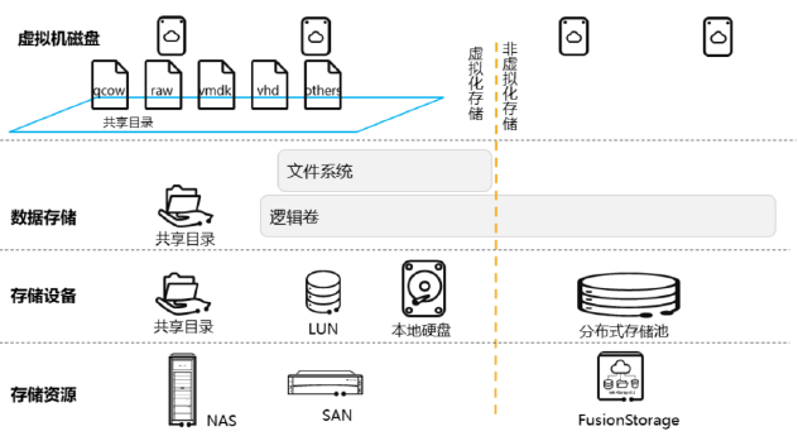 虚拟机磁盘
qcow
raw
vmdk
vhd
others
共享目录
虚拟化存储
非虚拟化存储
文件系统
数据存储
逻辑卷
共享目录
存储设备
共享目录
LUN
本地硬盘
分布式存储池
存储资源
NAS
SAN
FusionStorage